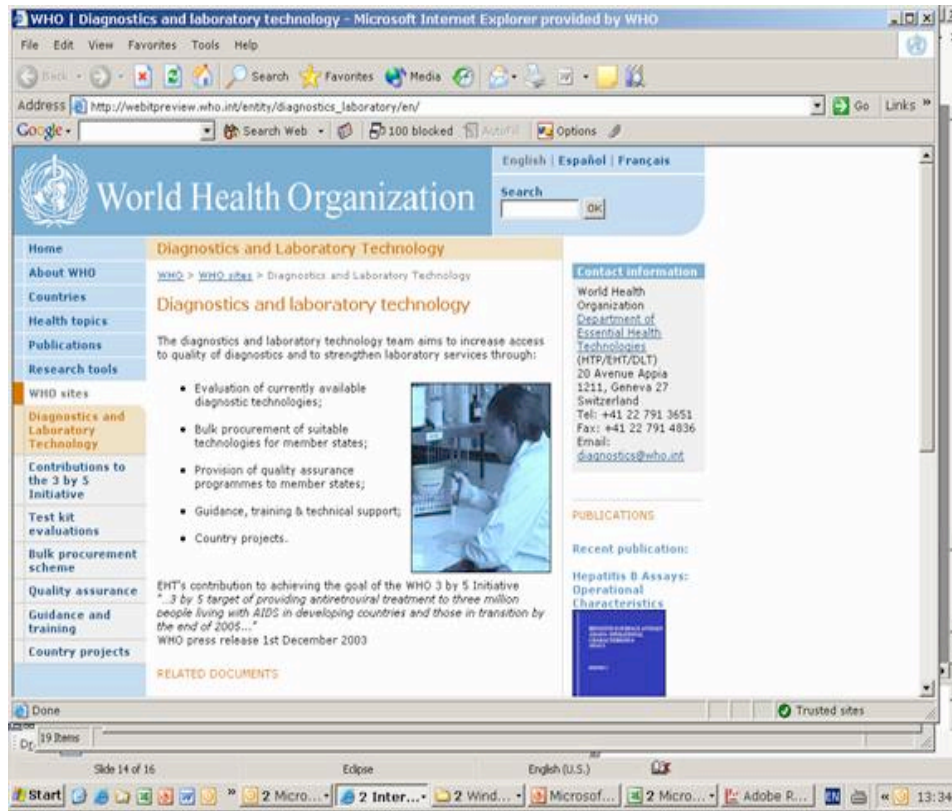 WHO | Diagnostics and laboratory technology - Microsoft Internet Explorer provided by WHO
File Edit View Favorites Tools Help
Back Search Favorites Media
Address http://webitpreview.who.int/entity/diagnostics_laboratory/en/ Go Links »
Google Search Web 100 blocked AutoFill Options
English | Español | Français
World Health Organization
Search
OK
Home
About WHO
Countries
Health topics
Publications
Research tools
WHO sites
Diagnostics and
Laboratory
Technology
Contributions to
the 3 by 5
Initiative
Test kit
evaluations
Bulk procurement
scheme
Quality assurance
Guidance and
training
Country projects
Diagnostics and Laboratory Technology
WHO > WHO sites > Diagnostics and Laboratory Technology
Diagnostics and laboratory technology
The diagnostics and laboratory technology team aims to increase access
to quality of diagnostics and to strengthen laboratory services through:
• Evaluation of currently available
diagnostic technologies;
• Bulk procurement of suitable
technologies for member states;
• Provision of quality assurance
programmes to member states;
• Guidance, training & technical support;
• Country projects.
EHT's contribution to achieving the goal of the WHO 3 by 5 Initiative
"...3 by 5 target of providing antiretroviral treatment to three million
people living with AIDS in developing countries and those in transition by
the end of 2005..."
WHO press release 1st December 2003
RELATED DOCUMENTS
Contact information
World Health
Organization
Department of
Essential Health
Technologies
(HTP/EHT/DLT)
20 Avenue Appia
1211, Geneva 27
Switzerland
Tel: +41 22 791 3651
Fax: +41 22 791 4836
Email:
diagnostics@who.int
PUBLICATIONS
Recent publication:
Hepatitis B Assays:
Operational
Characteristics
Done Trusted sites
19 Items
Slide 14 of 16 Eclipse English (U.S.)
Start » 2 Micro... 2 Inter... 2 Wind... Microsof... 2 Micro... Adobe R... EN «